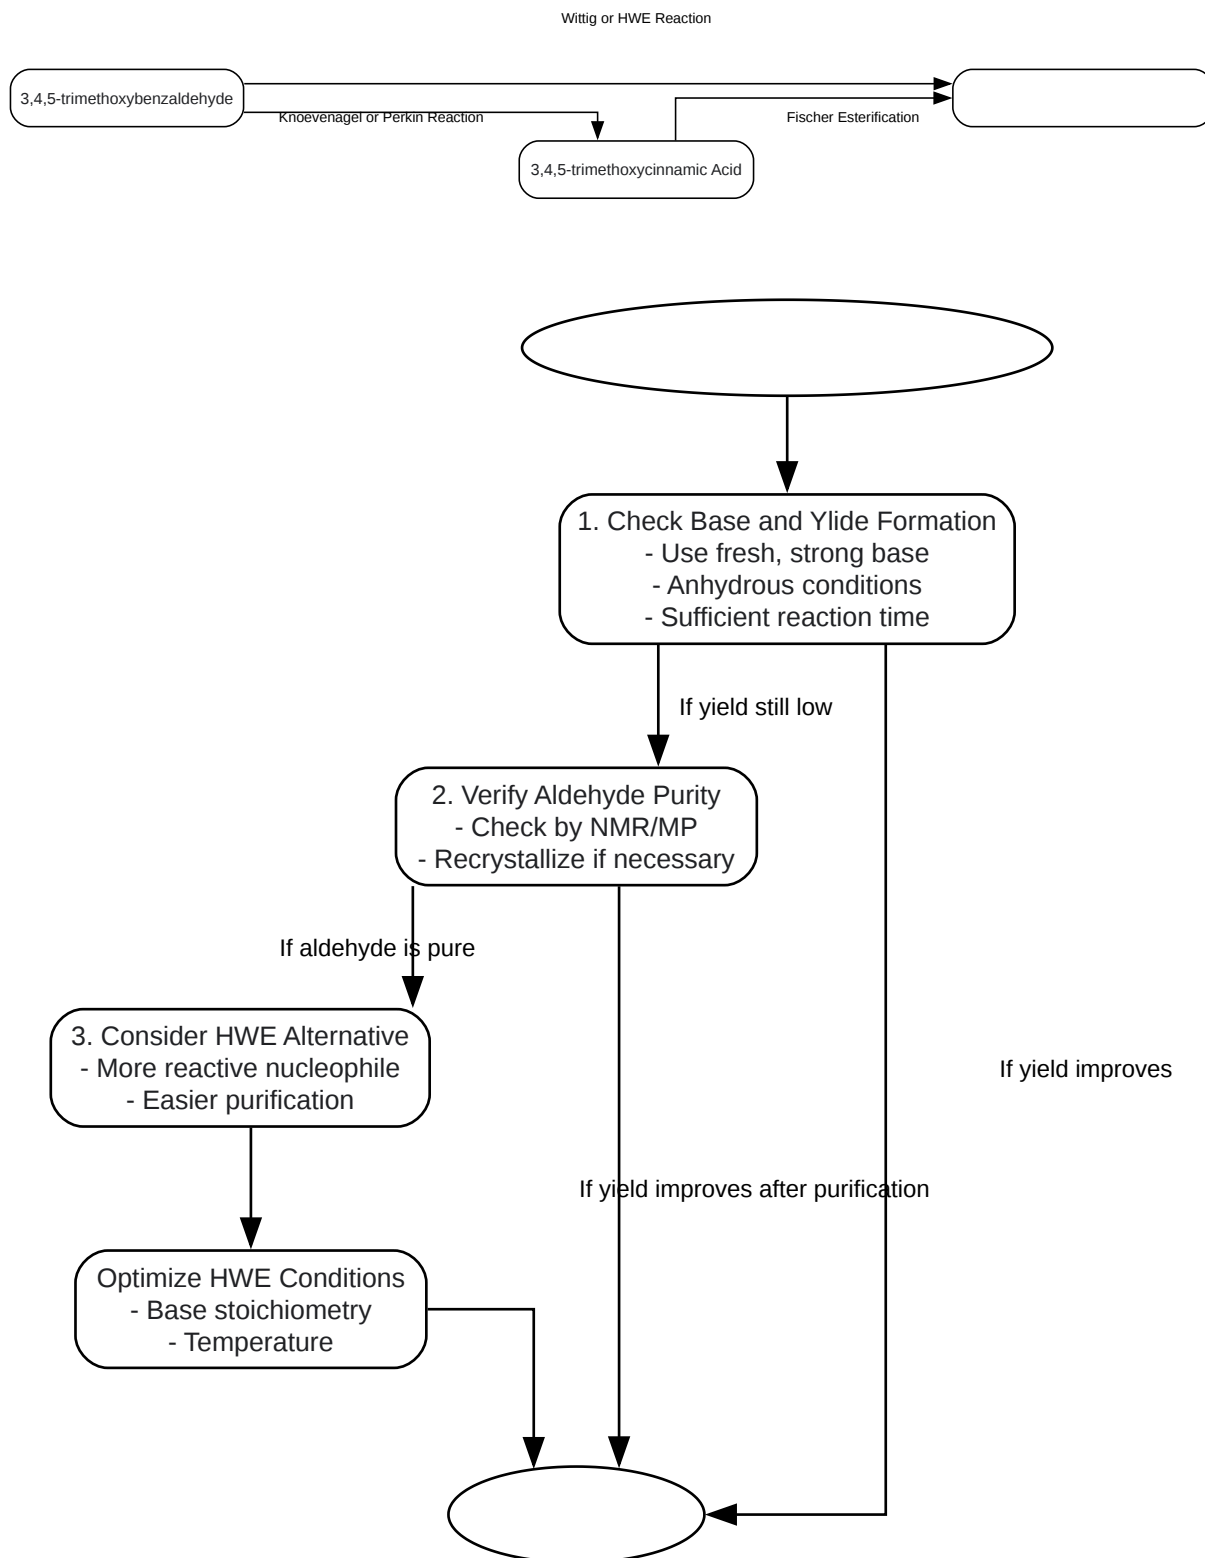 Wittig or HWE Reaction
3,4,5-trimethoxybenzaldehyde
Knoevenagel or Perkin Reaction
Fischer Esterification
3,4,5-trimethoxycinnamic Acid
1. Check Base and Ylide Formation
- Use fresh, strong base
- Anhydrous conditions
- Sufficient reaction time
If yield still low
2. Verify Aldehyde Purity
- Check by NMR/MP
- Recrystallize if necessary
If aldehyde is pure
3. Consider HWE Alternative
- More reactive nucleophile
- Easier purification
If yield improves
If yield improves after purification
Optimize HWE Conditions
- Base stoichiometry
- Temperature